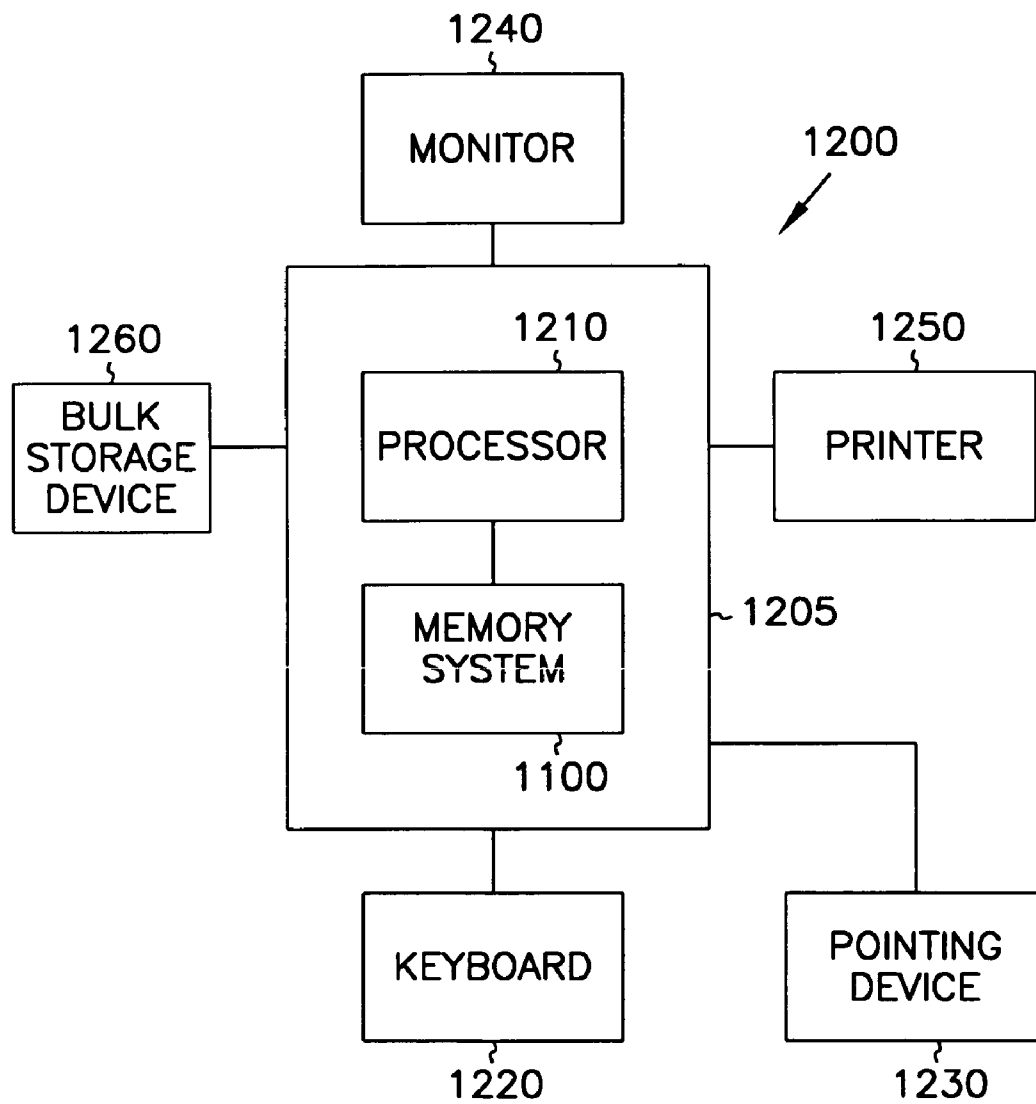 1240
MONITOR
1200
1260
BULK
STORAGE
DEVICE
1210
PROCESSOR
1250
PRINTER
MEMORY
SYSTEM
1205
1100
KEYBOARD
1220
POINTING
DEVICE
1230